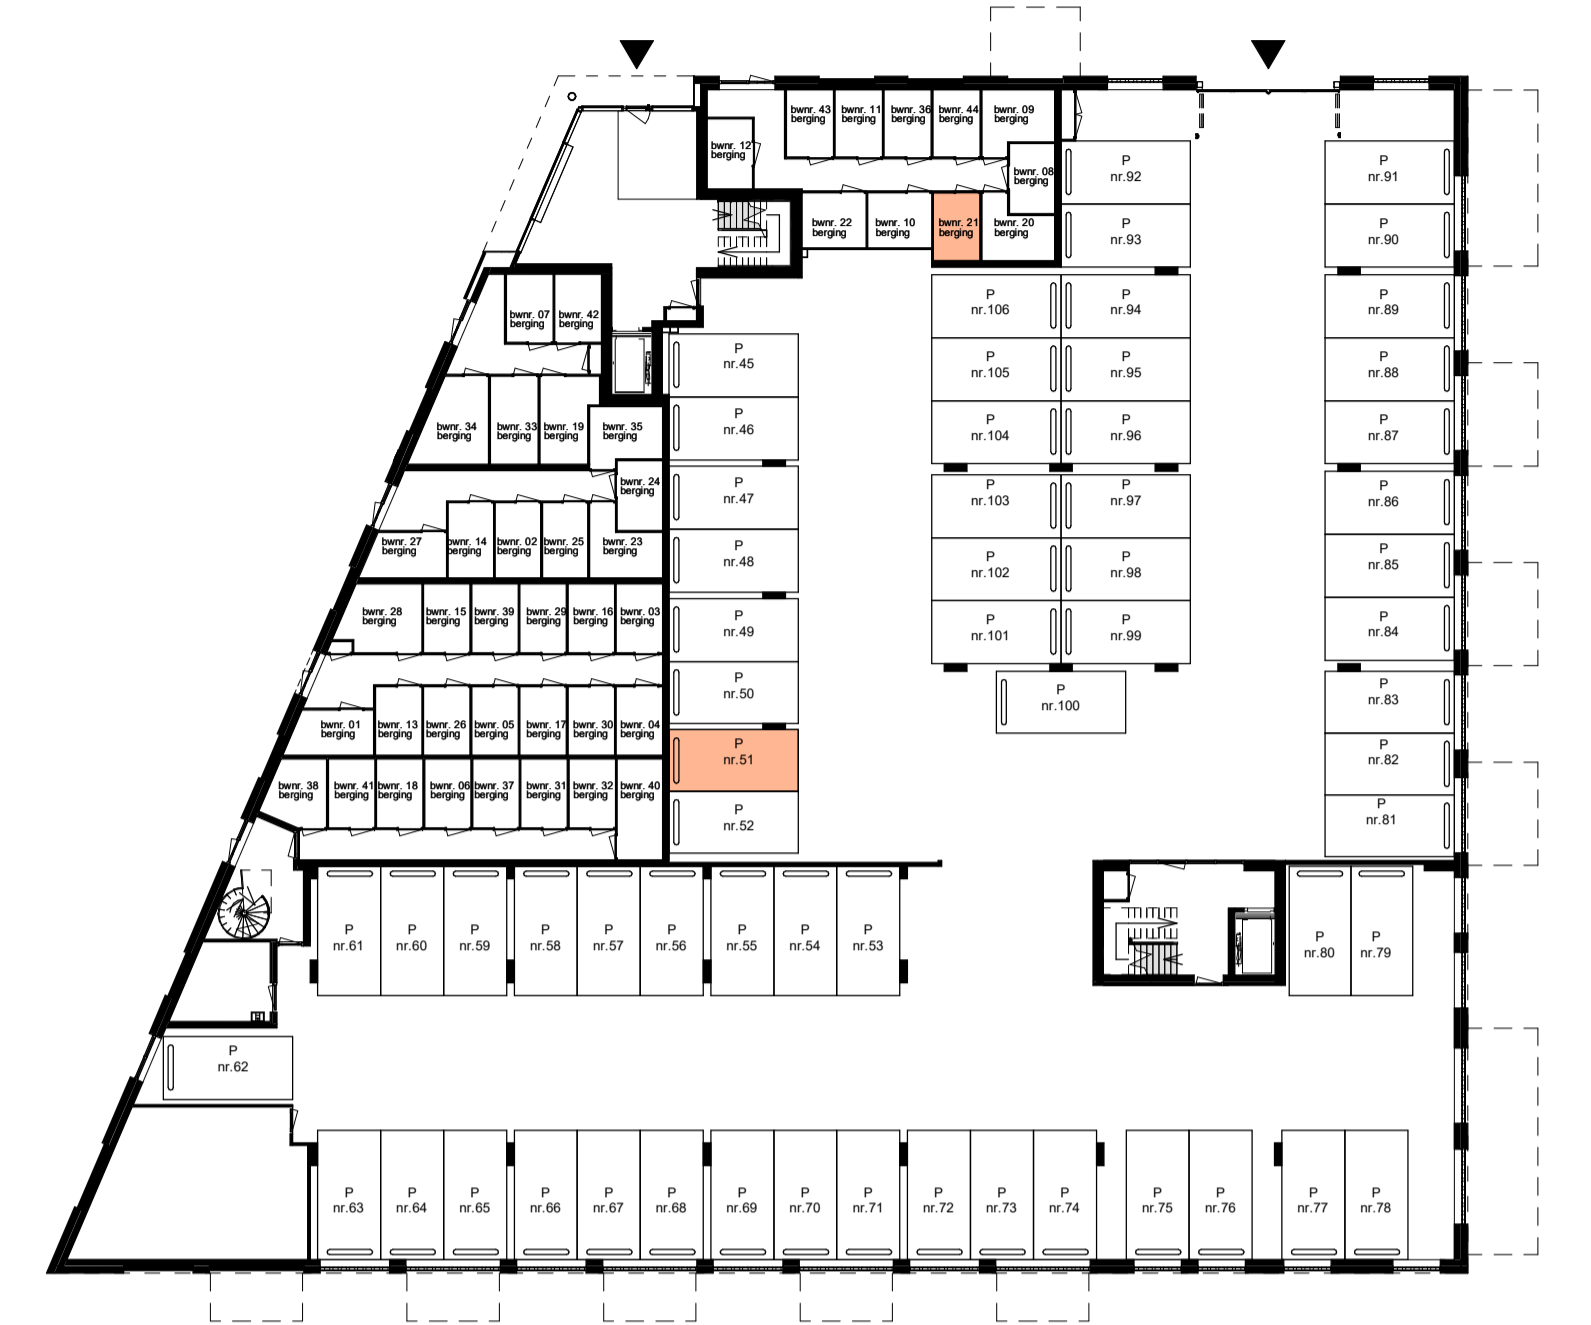 bwnr. 43
berging
bwnr. 11
berging
bwnr. 36
berging
bwnr. 44
berging
bwnr. 09
berging
bwnr. 12
berging
bwnr. 08
berging
bwnr. 22
berging
bwnr. 10
berging
bwnr. 21
berging
bwnr. 20
berging
P
nr.92
P
nr.91
P
nr.93
P
nr.90
bwnr. 07
berging
bwnr. 42
berging
P
nr.106
P
nr.94
P
nr.89
P
nr.45
P
nr.105
P
nr.95
P
nr.88
bwnr. 34
berging
bwnr. 33
berging
bwnr. 19
berging
bwnr. 35
berging
P
nr.46
P
nr.104
P
nr.96
P
nr.87
bwnr. 24
berging
P
nr.47
P
nr.103
P
nr.97
P
nr.86
bwnr. 27
berging
bwnr. 14
berging
bwnr. 02
berging
bwnr. 25
berging
bwnr. 23
berging
P
nr.48
P
nr.102
P
nr.98
P
nr.85
bwnr. 28
berging
bwnr. 15
berging
bwnr. 39
berging
bwnr. 29
berging
bwnr. 16
berging
bwnr. 03
berging
P
nr.49
P
nr.101
P
nr.99
P
nr.84
P
nr.50
P
nr.100
P
nr.83
bwnr. 01
berging
bwnr. 13
berging
bwnr. 26
berging
bwnr. 05
berging
bwnr. 17
berging
bwnr. 30
berging
bwnr. 04
berging
P
nr.51
P
nr.82
bwnr. 38
berging
bwnr. 41
berging
bwnr. 18
berging
bwnr. 06
berging
bwnr. 37
berging
bwnr. 31
berging
bwnr. 32
berging
bwnr. 40
berging
P
nr.52
P
nr.81
P
nr.61
P
nr.60
P
nr.59
P
nr.58
P
nr.57
P
nr.56
P
nr.55
P
nr.54
P
nr.53
P
nr.80
P
nr.79
P
nr.62
P
nr.63
P
nr.64
P
nr.65
P
nr.66
P
nr.67
P
nr.68
P
nr.69
P
nr.70
P
nr.71
P
nr.72
P
nr.73
P
nr.74
P
nr.75
P
nr.76
P
nr.77
P
nr.78